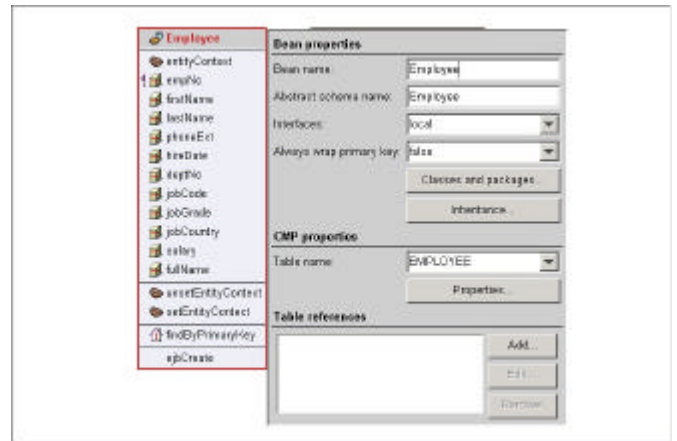 Employee
entityContext
empNo
firstName
lastName
phoneExt
hireDate
deptNo
jobCode
jobGrade
jobCountry
salary
fullName
unsetEntityContext
setEntityContext
findByPrimaryKey
ejbCreate
Bean properties
Bean name: Employee
Abstract schema name: Employee
Interfaces: local
Always wrap primary key: false
Classes and packages...
Inheritance...
CMP properties
Table name: EMPLOYEE
Properties...
Table references
Add...
Edit...
Remove